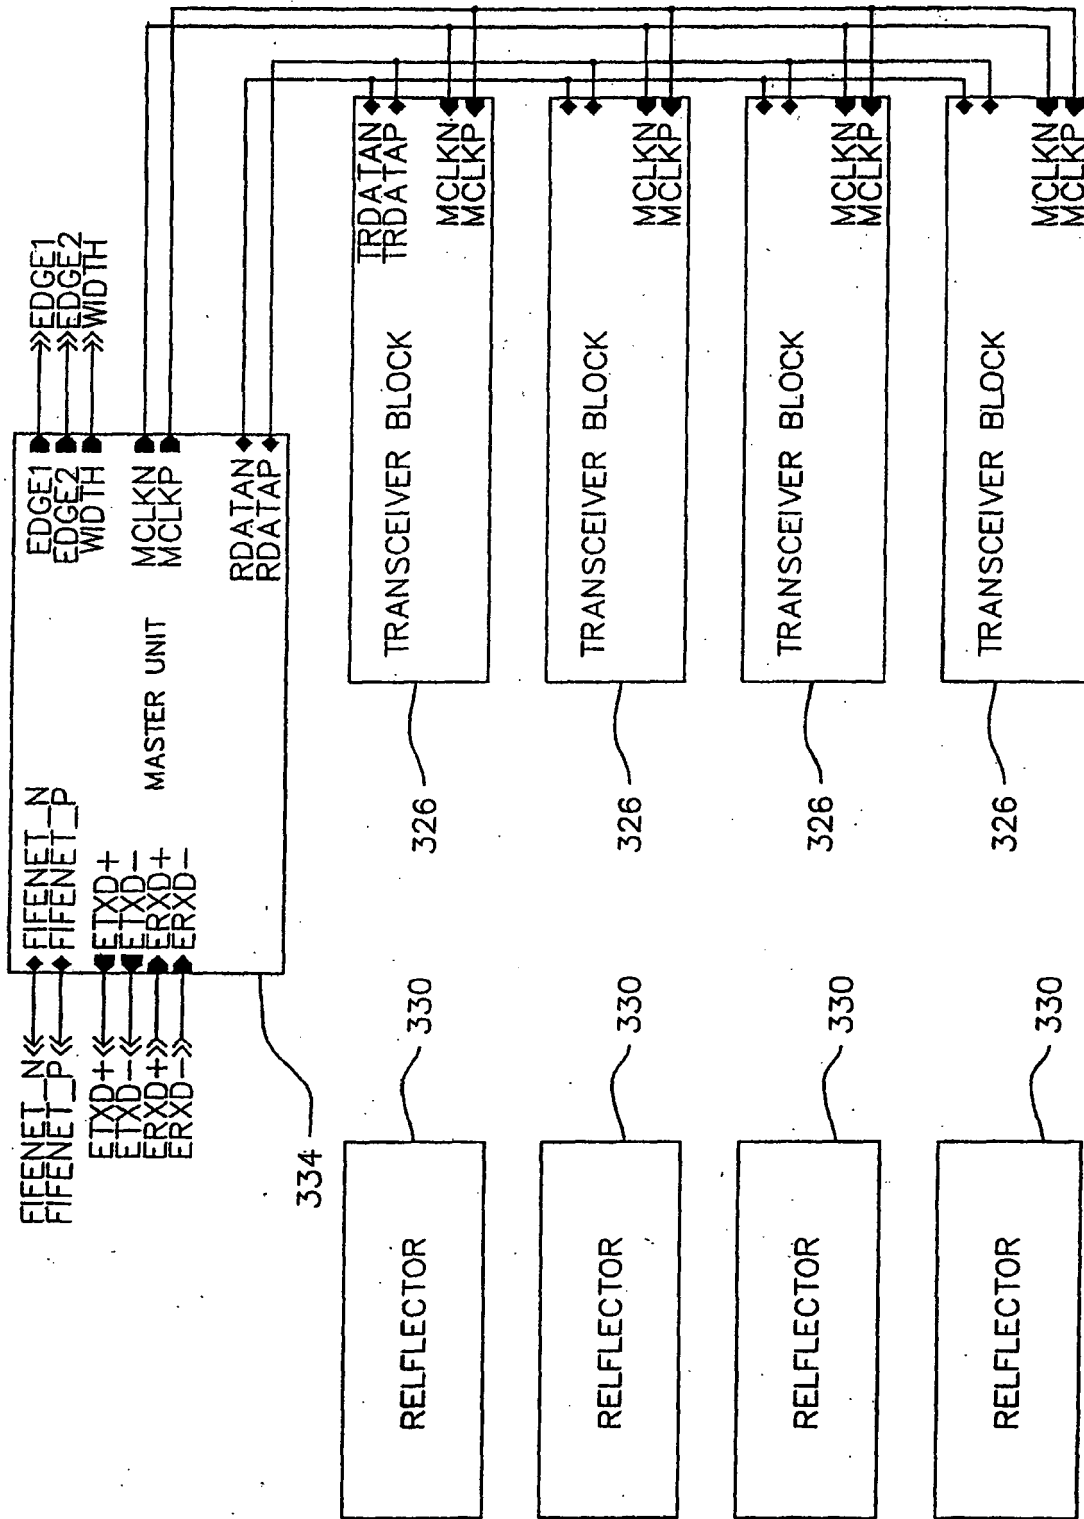 FIFENET_N
FIFENET_P
ETXD+
ETXD-
ERXD+
ERXD-
FIFENET_N
FIFENET_P
ETXD+
ETXD-
ERXD+
ERXD-
MASTER UNIT
EDGE1
EDGE2
WIDTH
MCLKN
MCLKP
RDATAN
RDATAP
EDGE1
EDGE2
WIDTH
334
RELFLECTOR
330
326
TRANSCEIVER BLOCK
TRDATAN
TRDATAP
MCLKN
MCLKP
RELFLECTOR
330
326
TRANSCEIVER BLOCK
MCLKN
MCLKP
RELFLECTOR
330
326
TRANSCEIVER BLOCK
MCLKN
MCLKP
RELFLECTOR
330
326
TRANSCEIVER BLOCK
MCLKN
MCLKP